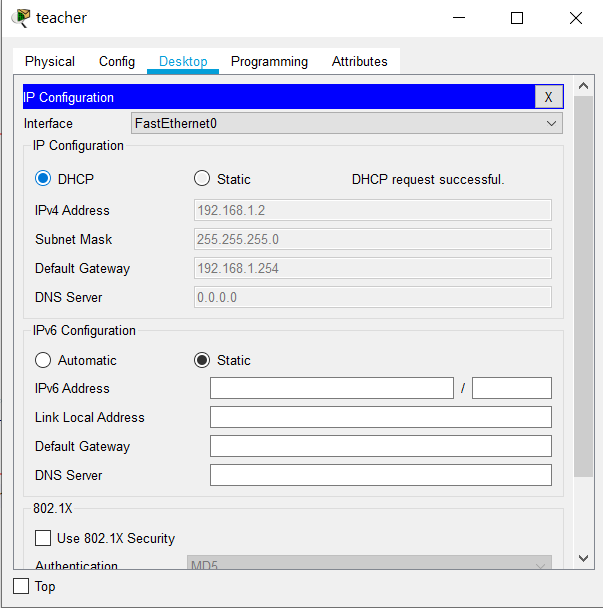 teacher
Physical Config Desktop Programming Attributes
IP Configuration X
Interface FastEthernet0
IP Configuration
DHCP Static DHCP request successful.
IPv4 Address 192.168.1.2
Subnet Mask 255.255.255.0
Default Gateway 192.168.1.254
DNS Server 0.0.0.0
IPv6 Configuration
Automatic Static
IPv6 Address /
Link Local Address
Default Gateway
DNS Server
802.1X
Use 802.1X Security
Authentication MD5
Top